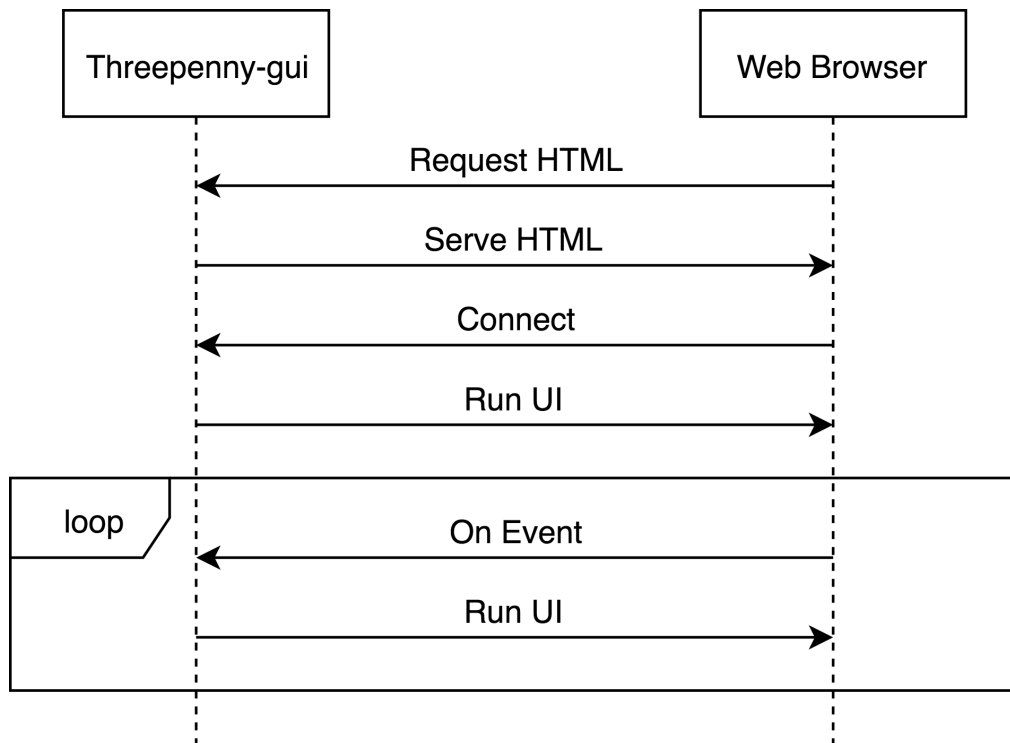 Threepenny-gui
Web Browser
Request HTML
Serve HTML
Connect
Run UI
loop
On Event
Run UI